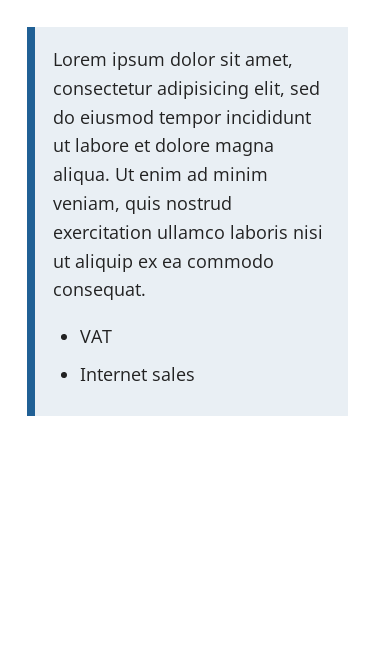 Lorem ipsum dolor sit amet,
consectetur adipisicing elit, sed
do eiusmod tempor incididunt
ut labore et dolore magna
aliqua. Ut enim ad minim
veniam, quis nostrud
exercitation ullamco laboris nisi
ut aliquip ex ea commodo
consequat.
• VAT
• Internet sales